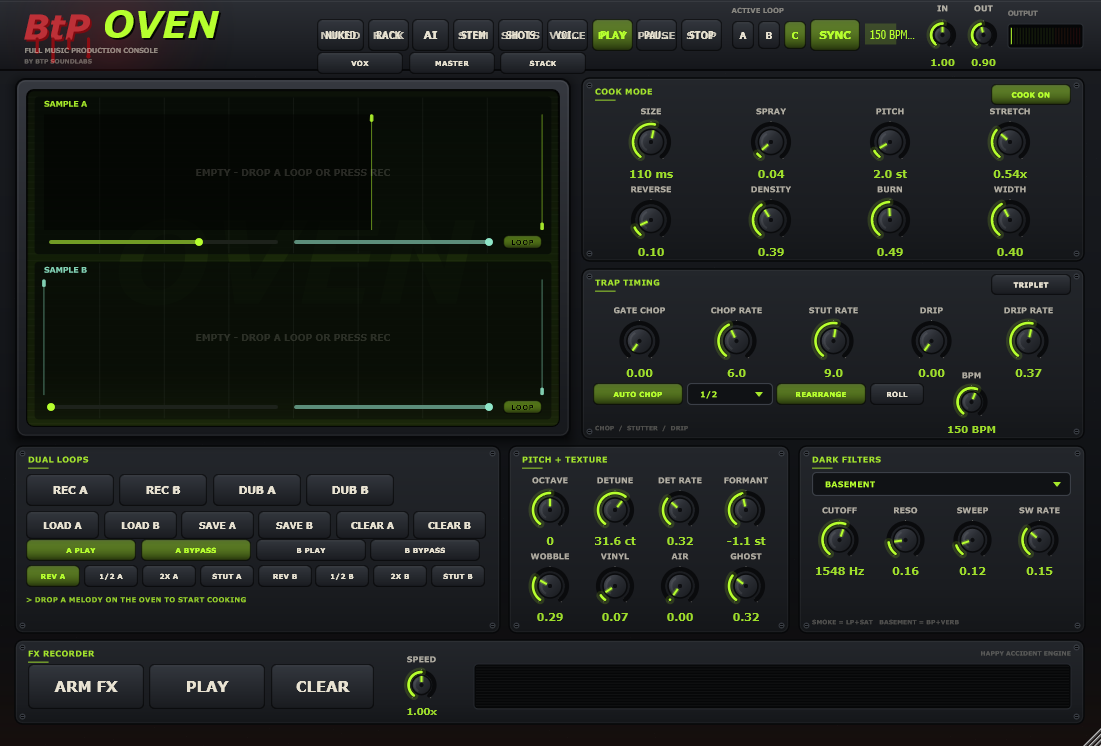 BtP OVEN
FULL MUSIC PRODUCTION CONSOLE
BY BTP SOUNDLABS
NUKED RACK AI STEM SHOTS VOICE PLAY PAUSE STOP
VOX MASTER STACK
ACTIVE LOOP
A B C SYNC 150 BPM...
IN OUT OUTPUT
1.00 0.90
SAMPLE A
EMPTY - DROP A LOOP OR PRESS REC
LOOP
OVEN
SAMPLE B
EMPTY - DROP A LOOP OR PRESS REC
LOOP
COOK MODE
COOK ON
SIZE SPRAY PITCH STRETCH
110 ms 0.04 2.0 st 0.54x
REVERSE DENSITY BURN WIDTH
0.10 0.39 0.49 0.40
TRAP TIMING
TRIPLET
GATE CHOP CHOP RATE STUT RATE DRIP DRIP RATE
0.00 6.0 9.0 0.00 0.37
AUTO CHOP 1/2 REARRANGE ROLL
BPM
150 BPM
CHOP / STUTTER / DRIP
DUAL LOOPS
REC A REC B DUB A DUB B
LOAD A LOAD B SAVE A SAVE B CLEAR A CLEAR B
A PLAY A BYPASS B PLAY B BYPASS
REV A 1/2 A 2X A STUT A REV B 1/2 B 2X B STUT B
> DROP A MELODY ON THE OVEN TO START COOKING
PITCH + TEXTURE
OCTAVE DETUNE DET RATE FORMANT
0 31.6 ct 0.32 -1.1 st
WOBBLE VINYL AIR GHOST
0.29 0.07 0.00 0.32
DARK FILTERS
BASEMENT
CUTOFF RESO SWEEP SW RATE
1548 Hz 0.16 0.12 0.15
SMOKE = LP+SAT BASEMENT = BP+VERB
FX RECORDER
HAPPY ACCIDENT ENGINE
ARM FX PLAY CLEAR
SPEED
1.00x